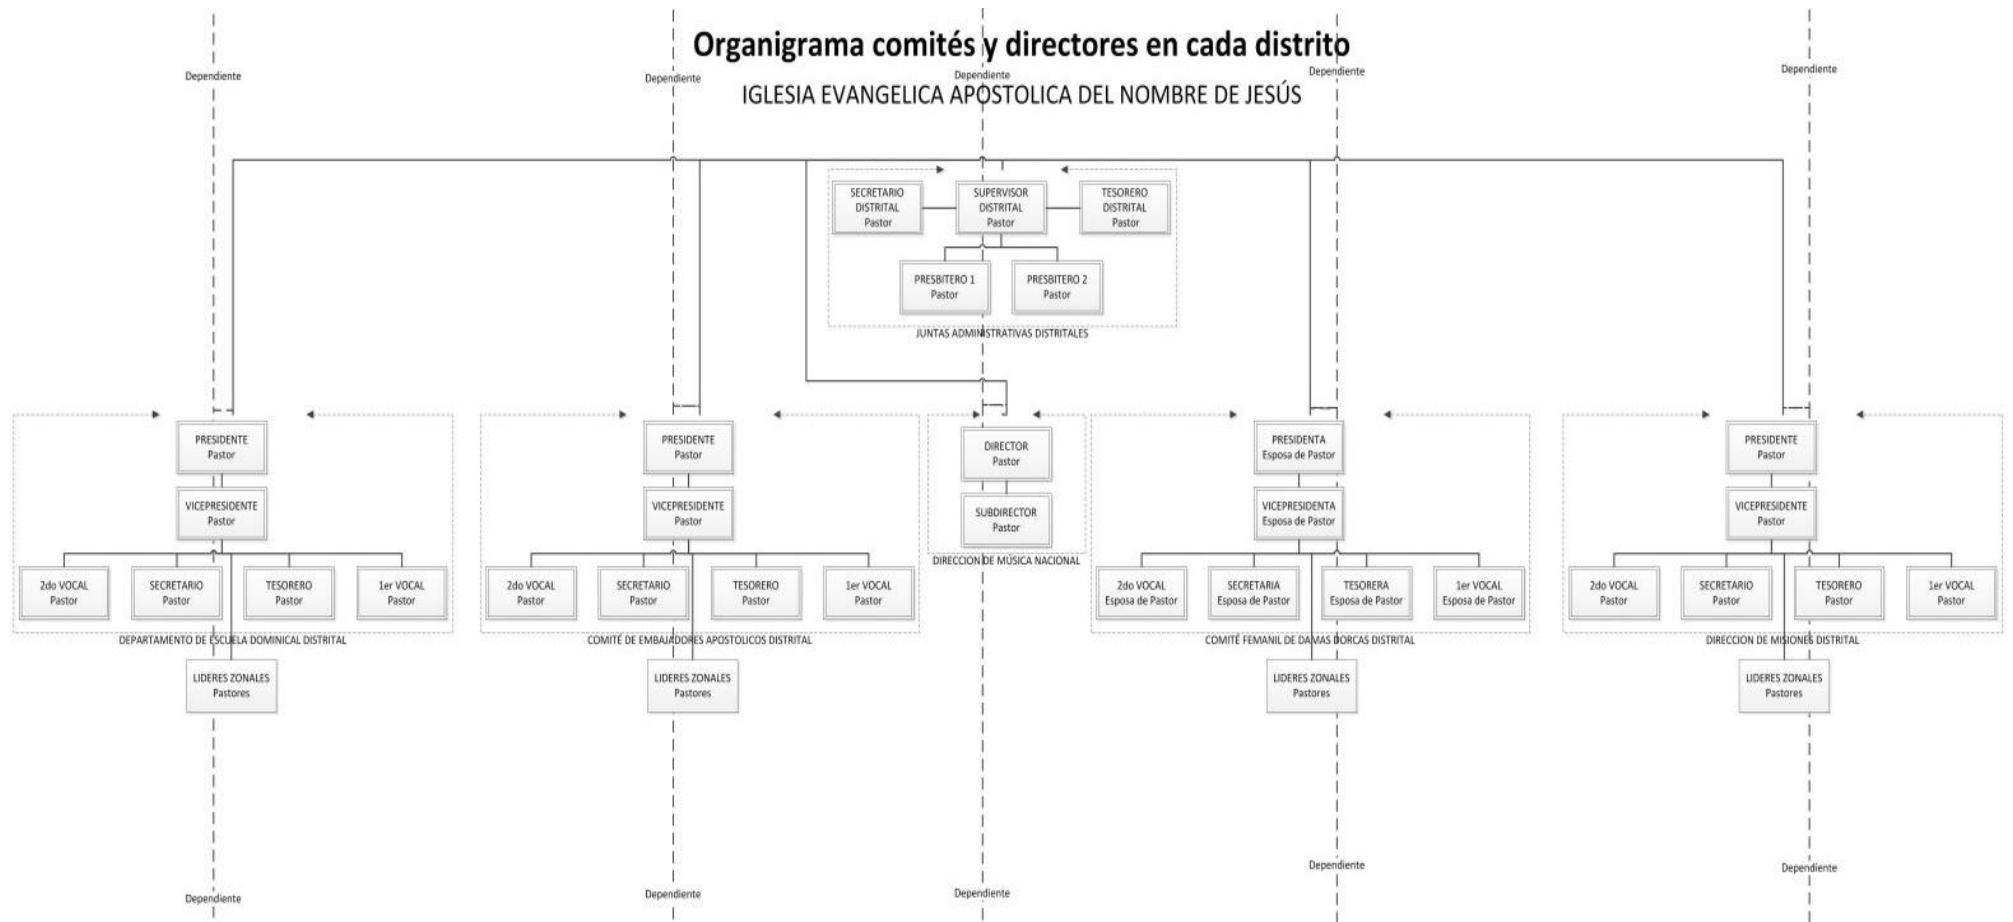 Organigrama comités y directores en cada distrito
Dependiente
Dependiente
Dependiente
Dependiente
Dependiente
IGLESIA EVANGELICA APOSTOLICA DEL NOMBRE DE JESÚS
SECRETARIO
DISTRITAL
Pastor
SUPERVISOR
DISTRITAL
Pastor
TESORERO
DISTRITAL
Pastor
PRESBITERO 1
Pastor
PRESBITERO 2
Pastor
JUNTAS ADMINISTRATIVAS DISTRITALES
PRESIDENTE
Pastor
VICEPRESIDENTE
Pastor
2do VOCAL
Pastor
SECRETARIO
Pastor
TESORERO
Pastor
1er VOCAL
Pastor
DEPARTAMENTO DE ESCUELA DOMINICAL DISTRITAL
LIDERES ZONALES
Pastores
PRESIDENTE
Pastor
VICEPRESIDENTE
Pastor
2do VOCAL
Pastor
SECRETARIO
Pastor
TESORERO
Pastor
1er VOCAL
Pastor
COMITÉ DE EMBAJADORES APOSTOLICOS DISTRITAL
LIDERES ZONALES
Pastores
DIRECTOR
Pastor
SUBDIRECTOR
Pastor
DIRECCION DE MÚSICA NACIONAL
PRESIDENTA
Esposa de Pastor
VICEPRESIDENTA
Esposa de Pastor
2do VOCAL
Esposa de Pastor
SECRETARIA
Esposa de Pastor
TESORERA
Esposa de Pastor
1er VOCAL
Esposa de Pastor
COMITÉ FEMANIL DE DAMAS DORCAS DISTRITAL
LIDERES ZONALES
Pastores
PRESIDENTE
Pastor
VICEPRESIDENTE
Pastor
2do VOCAL
Pastor
SECRETARIO
Pastor
TESORERO
Pastor
1er VOCAL
Pastor
DIRECCION DE MISIONES DISTRITAL
LIDERES ZONALES
Pastores
Dependiente
Dependiente
Dependiente
Dependiente
Dependiente